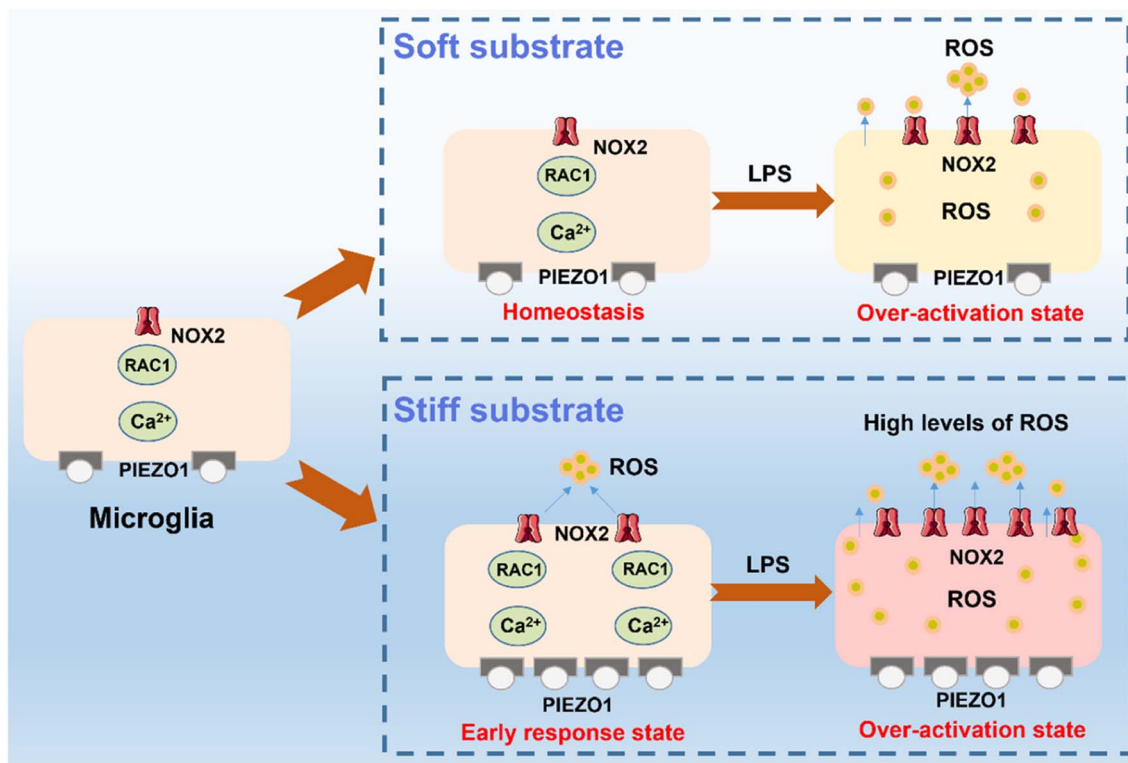 NOX2
RAC1
Ca²⁺
PIEZO1
Microglia
Soft substrate
NOX2
RAC1
Ca²⁺
PIEZO1
Homeostasis
LPS
ROS
NOX2
ROS
PIEZO1
Over-activation state
Stiff substrate
ROS
NOX2
RAC1 RAC1
Ca²⁺ Ca²⁺
PIEZO1
Early response state
LPS
High levels of ROS
NOX2
ROS
PIEZO1
Over-activation state